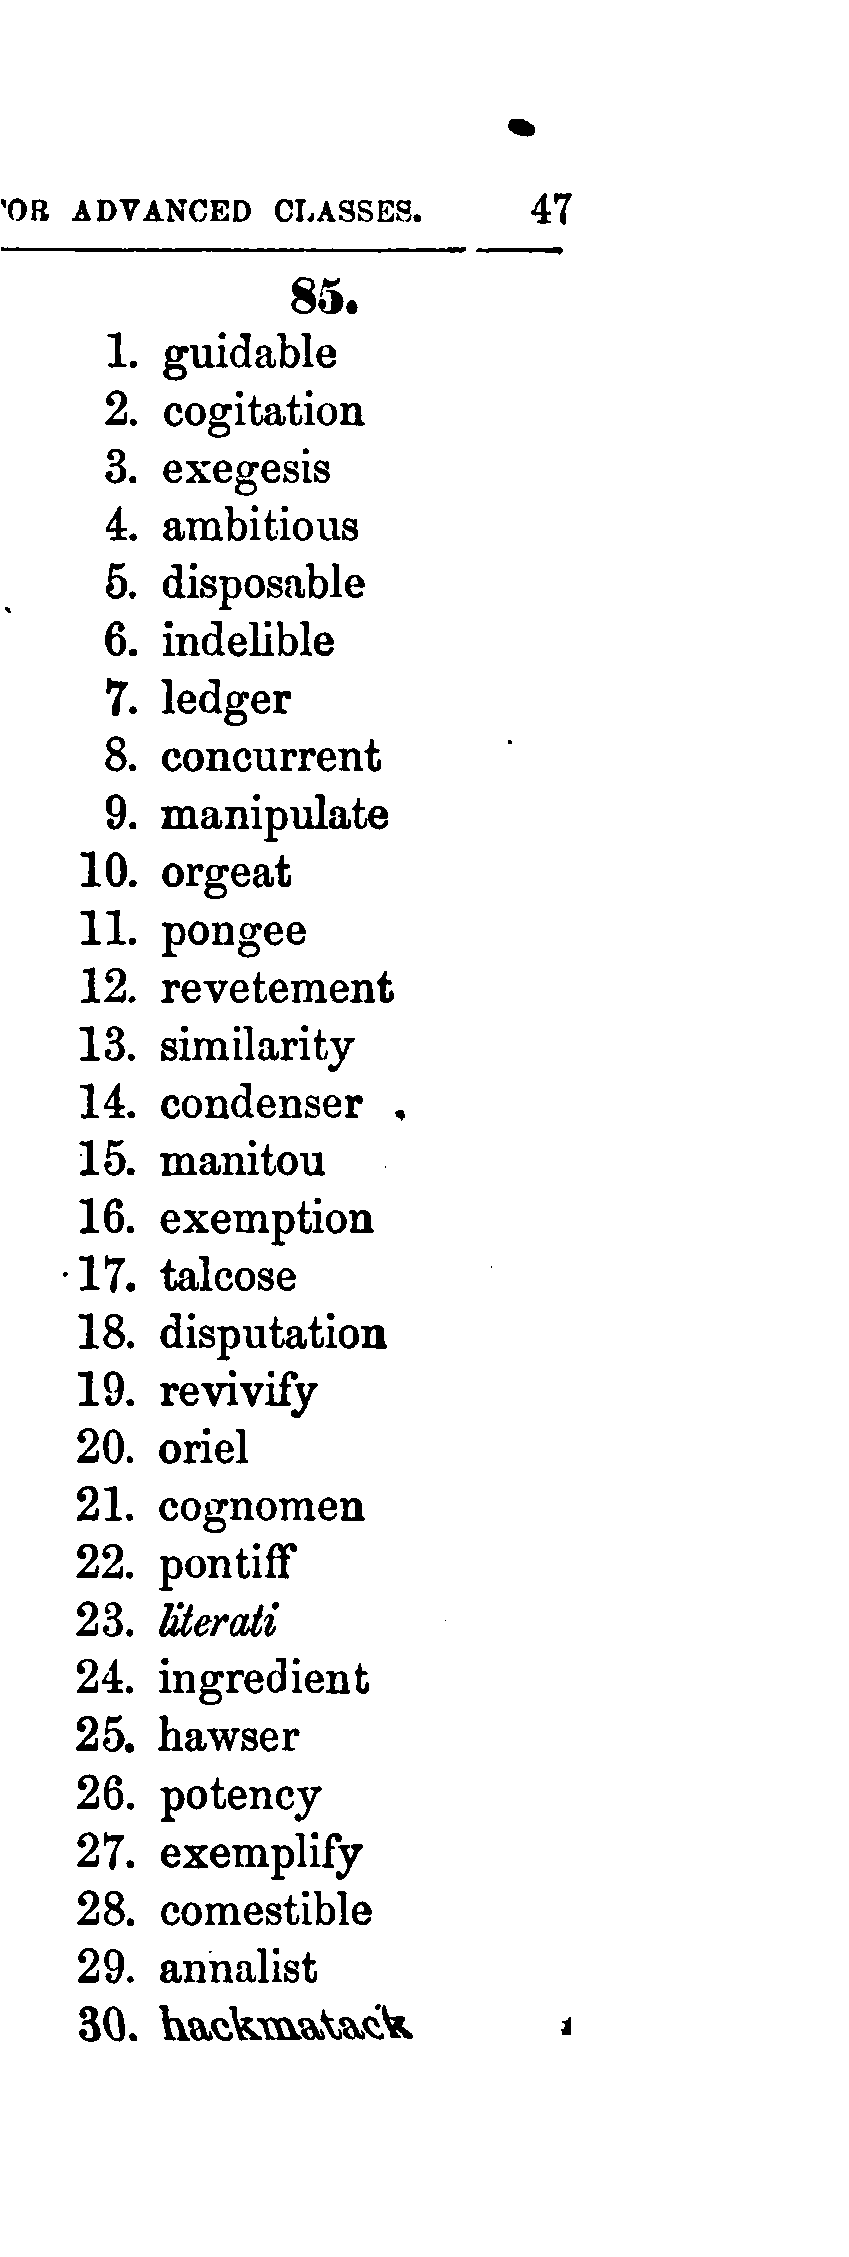 'OR ADVANCED CLASSES. 47
85.
1. guidable
2. cogitation
3. exegesis
4. ambitious
5. disposable
6. indelible
7. ledger
8. concurrent
9. manipulate
10. orgeat
11. pongee
12. revetement
13. similarity
14. condenser
15. manitou
16. exemption
17. talcose
18. disputation
19. revivify
20. oriel
21. cognomen
22. pontiff
23. literati
24. ingredient
25. hawser
26. potency
27. exemplify
28. comestible
29. annalist
30. hackmatack